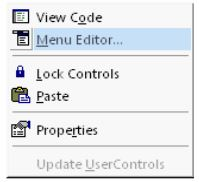 View Code
Menu Editor...
Lock Controls
Paste
Properties
Update UserControls